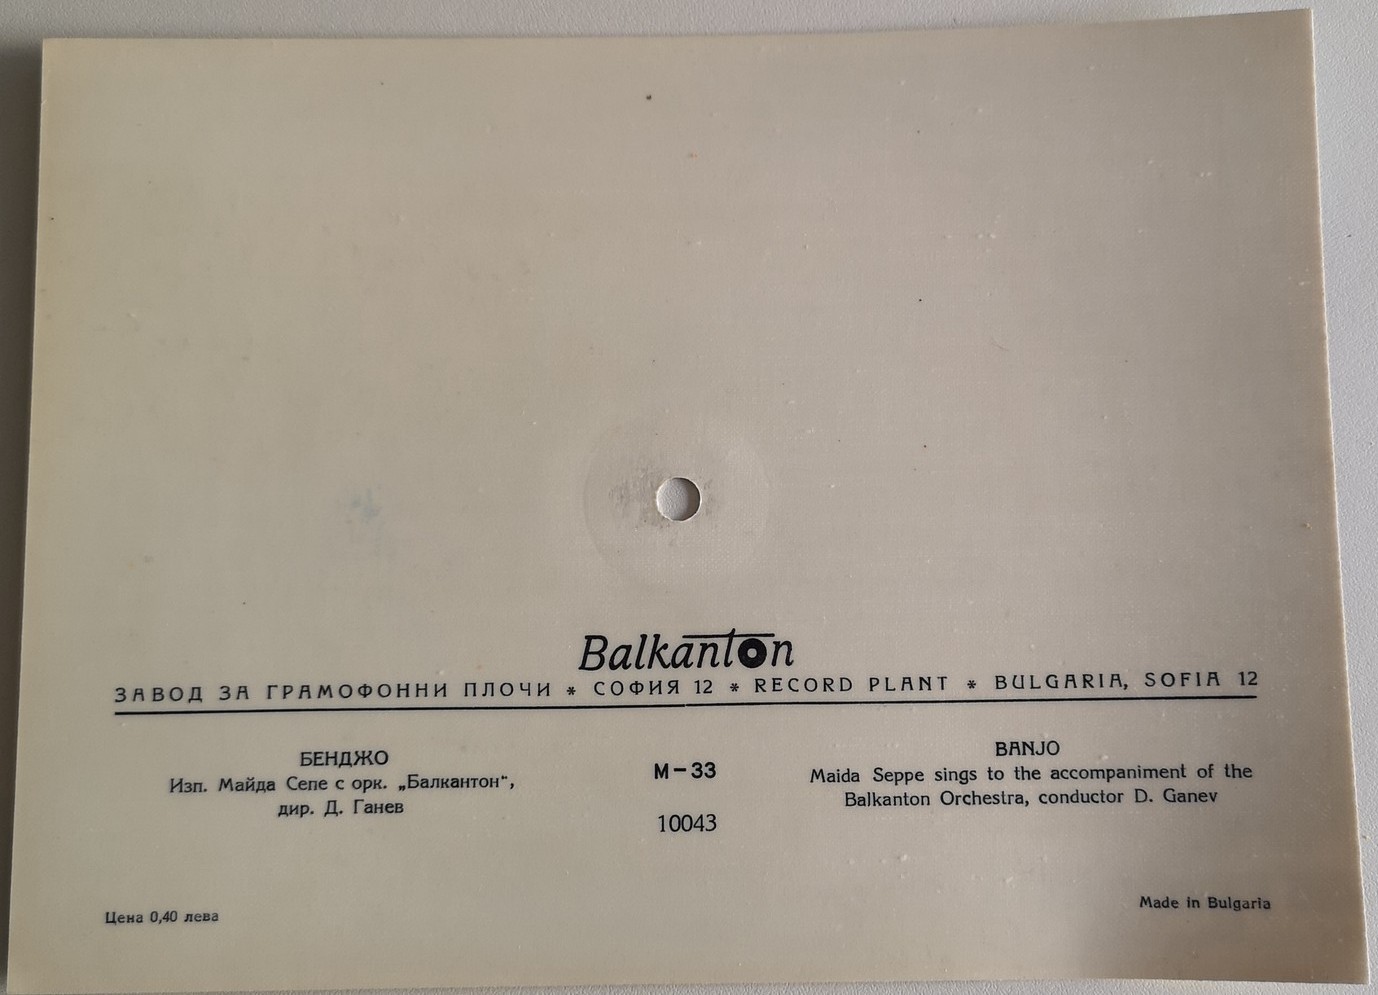 Balkanton
ЗАВОД ЗА ГРАМОФОННИ ПЛОЧИ * СОФИЯ 12 * RECORD PLANT * BULGARIA, SOFIA 12
БЕНДЖО
Изп. Майда Сепе с орк. „Балкантон“,
дир. Д. Ганев
М-33
10043
BANJO
Maida Seppe sings to the accompaniment of the
Balkanton Orchestra, conductor D. Ganev
Цена 0,40 лева
Made in Bulgaria